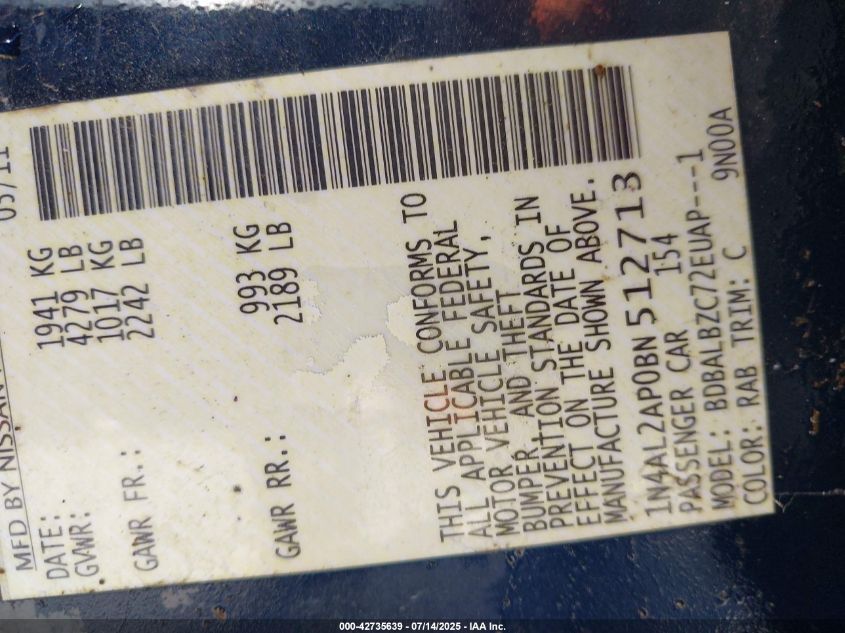 MFD BY NISSAN
DATE: 05/11
GVWR: 1941 KG
4279 LB
GAWR FR.: 1017 KG
2242 LB
GAWR RR.: 993 KG
2189 LB
THIS VEHICLE CONFORMS TO
ALL APPLICABLE FEDERAL
MOTOR VEHICLE SAFETY,
BUMPER AND THEFT
PREVENTION STANDARDS IN
EFFECT ON THE DATE OF
MANUFACTURE SHOWN ABOVE.
1N4AL2AP0BN512713
PASSENGER CAR 154
MODEL: BDBALBZC72EUAP---1
COLOR: RAB TRIM: C 9N00A
000-42735639 - 07/14/2025 - IAA Inc.